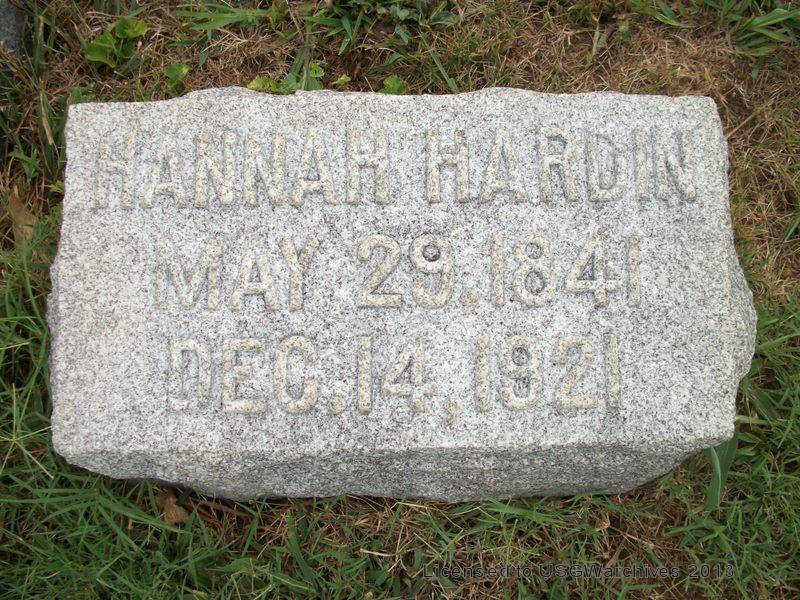 HANNAH HARDIN
MAY 29, 1841
DEC. 14, 1921
Licensed to USGWarchives 2013